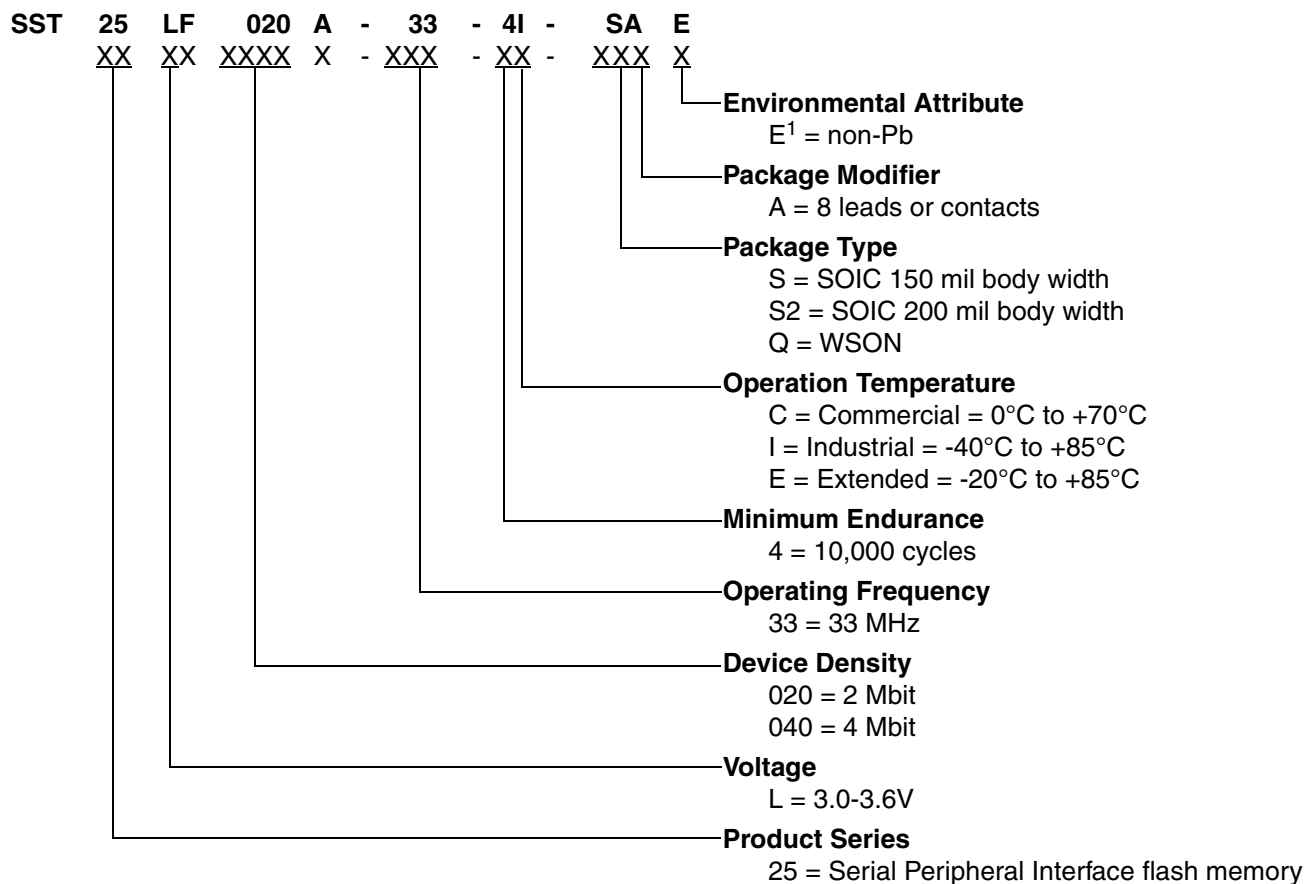 SST 25 LF 020 A - 33 - 4I - SA E
XX XX XXXX X - XXX - XX - XXX X
Environmental Attribute
E1 = non-Pb
Package Modifier
A = 8 leads or contacts
Package Type
S = SOIC 150 mil body width
S2 = SOIC 200 mil body width
Q = WSON
Operation Temperature
C = Commercial = 0°C to +70°C
I = Industrial = -40°C to +85°C
E = Extended = -20°C to +85°C
Minimum Endurance
4 = 10,000 cycles
Operating Frequency
33 = 33 MHz
Device Density
020 = 2 Mbit
040 = 4 Mbit
Voltage
L = 3.0-3.6V
Product Series
25 = Serial Peripheral Interface flash memory